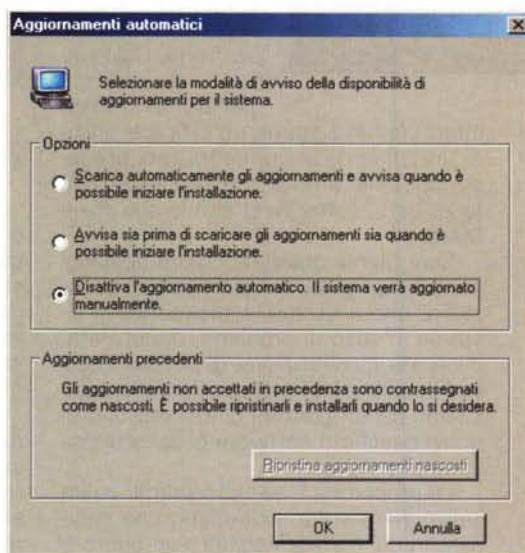 Aggiornamenti automatici
Selezionare la modalità di avviso della disponibilità di
aggiornamenti per il sistema.
Opzioni
Scarica automaticamente gli aggiornamenti e avvisa quando è
possibile iniziare l'installazione.
Avvisa sia prima di scaricare gli aggiornamenti sia quando è
possibile iniziare l'installazione.
Disattiva l'aggiornamento automatico. Il sistema verrà aggiornato
manualmente.
Aggiornamenti precedenti
Gli aggiornamenti non accettati in precedenza sono contrassegnati
come nascosti. È possibile ripristinarli e installarli quando lo si desidera.
Ripristina aggiornamenti nascosti
OK
Annulla